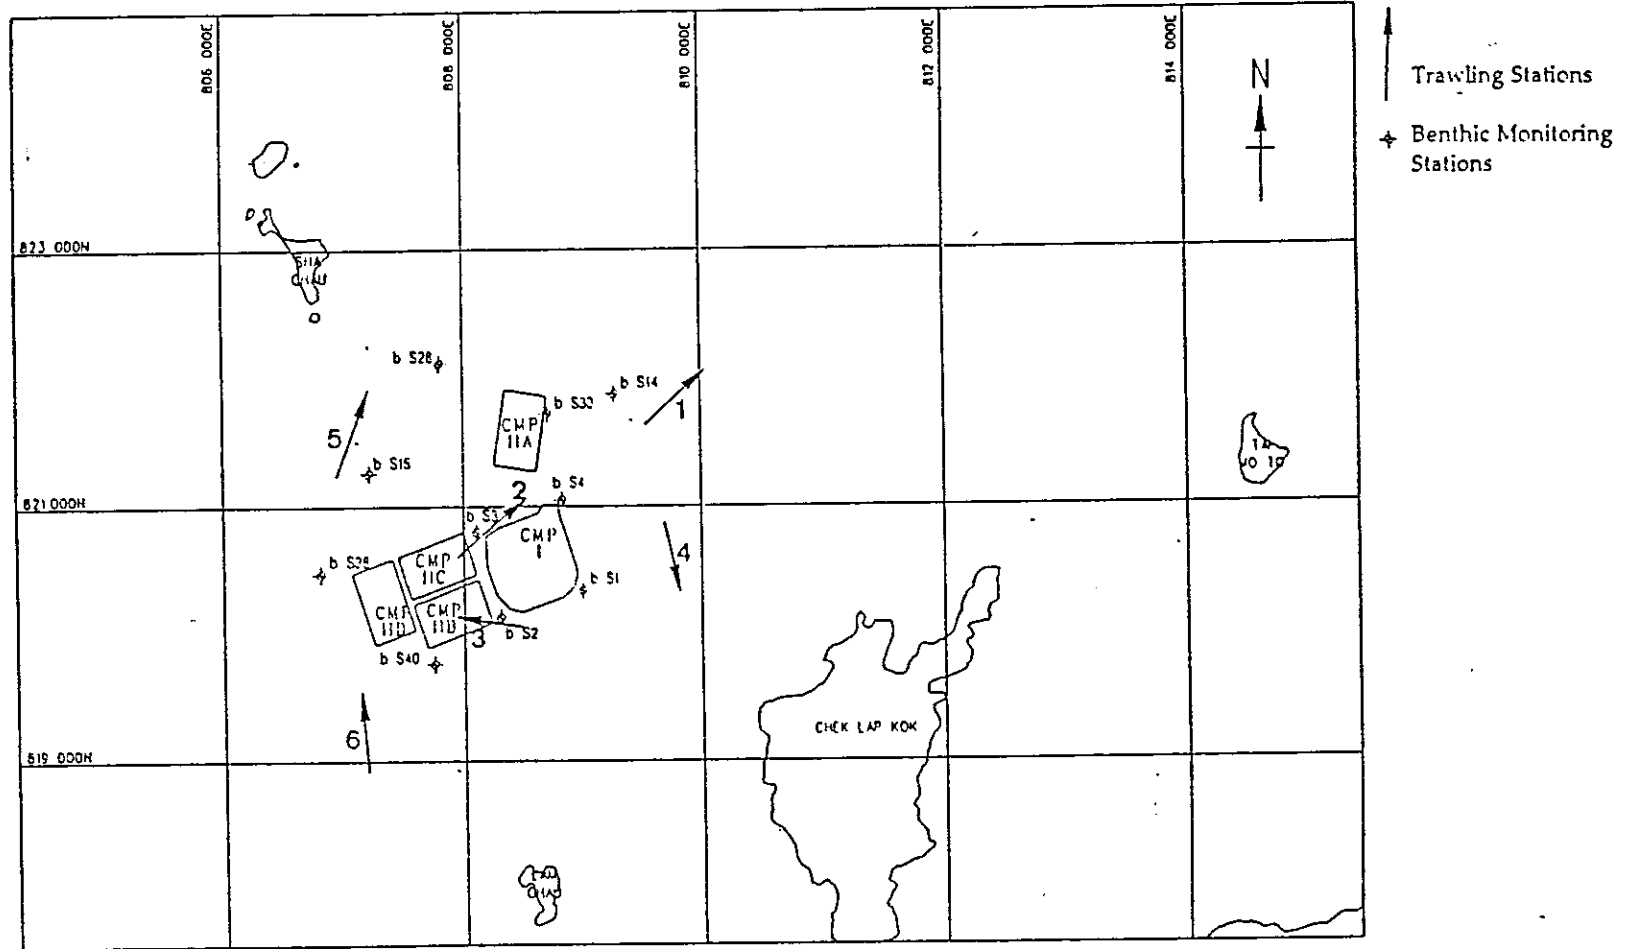 806 000E
808 000E
810 000E
812 000E
814 000E
N
Trawling Stations
Benthic Monitoring
Stations
823 000N
SHA
CHAU
b S28
b S14
1
b S30
CMP
IIA
5
b S15
b S4
2
821 000N
b S3
CMP
I
4
CMP
IIC
b S1
CMP
IID
CMP
IIB
3
b S2
b S40
6
CHEK LAP KOK
819 000N